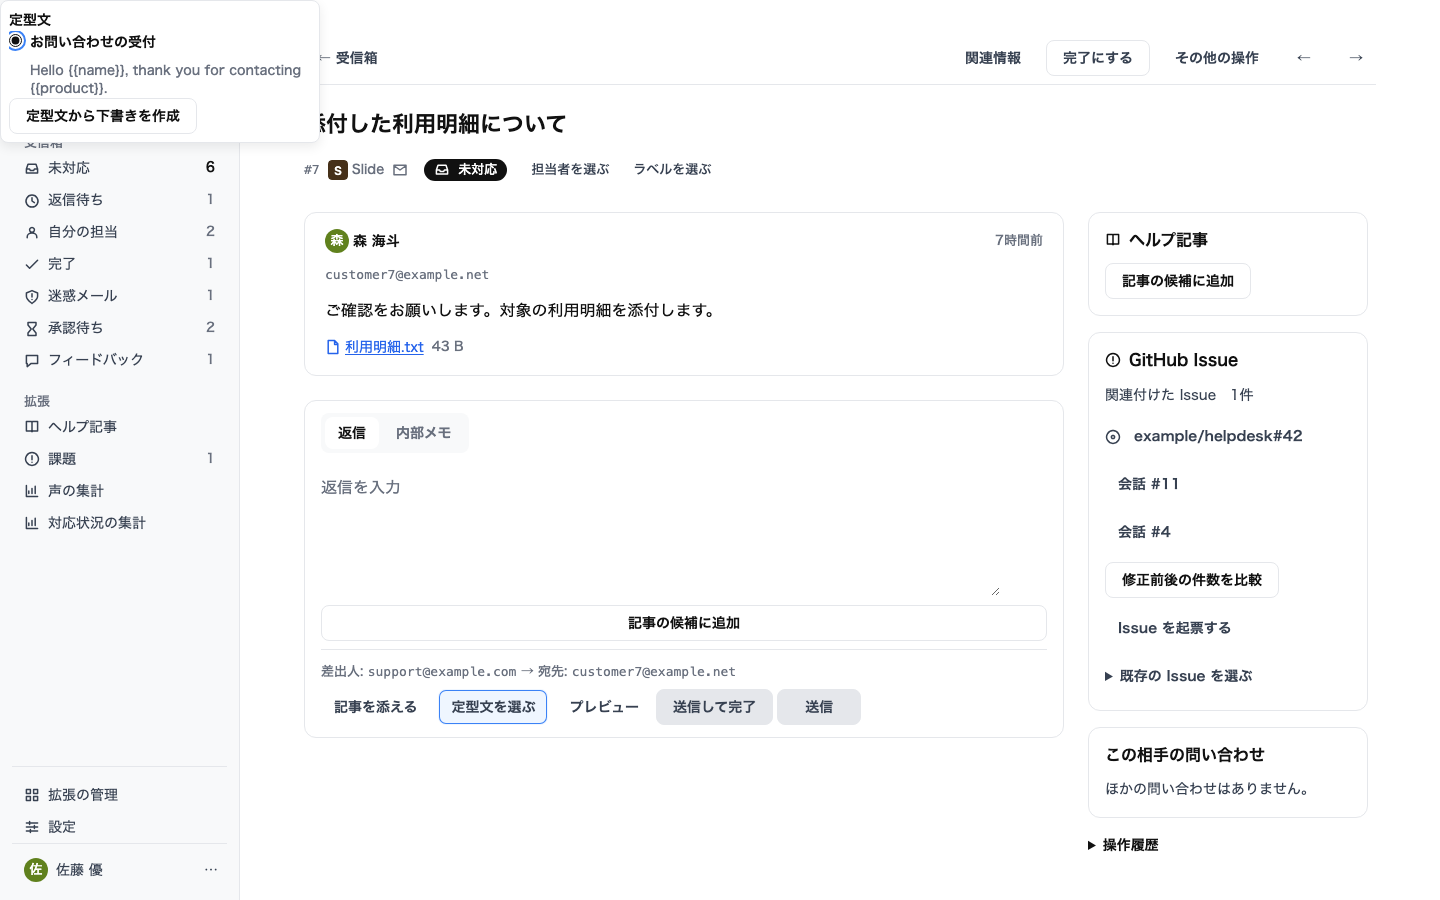 定型文
お問い合わせの受付
Hello {{name}}, thank you for contacting
{{product}}.
定型文から下書きを作成
← 受信箱
関連情報
完了にする
その他の操作
←
→
付した利用明細について
#7 S Slide 未対応 担当者を選ぶ ラベルを選ぶ
未対応 6
返信待ち 1
自分の担当 2
完了 1
迷惑メール 1
承認待ち 2
フィードバック 1
拡張
ヘルプ記事
課題 1
声の集計
対応状況の集計
拡張の管理
設定
佐 佐藤 優 …
森 森 海斗 7時間前
customer7@example.net
ご確認をお願いします。対象の利用明細を添付します。
利用明細.txt 43 B
返信 内部メモ
返信を入力
記事の候補に追加
差出人: support@example.com → 宛先: customer7@example.net
記事を添える 定型文を選ぶ プレビュー 送信して完了 送信
ヘルプ記事
記事の候補に追加
GitHub Issue
関連付けた Issue 1件
example/helpdesk#42
会話 #11
会話 #4
修正前後の件数を比較
Issue を起票する
▶ 既存の Issue を選ぶ
この相手の問い合わせ
ほかの問い合わせはありません。
▶ 操作履歴